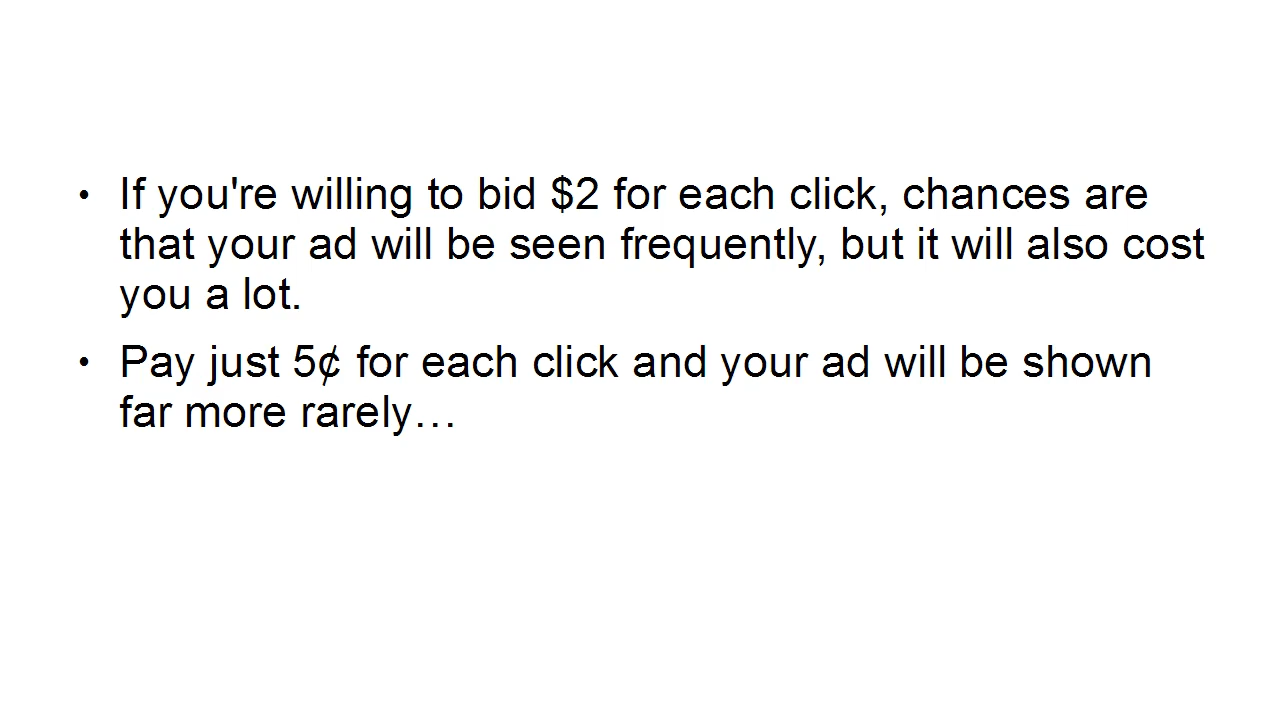 • If you're willing to bid $2 for each click, chances are
that your ad will be seen frequently, but it will also cost
you a lot.
• Pay just 5¢ for each click and your ad will be shown
far more rarely…